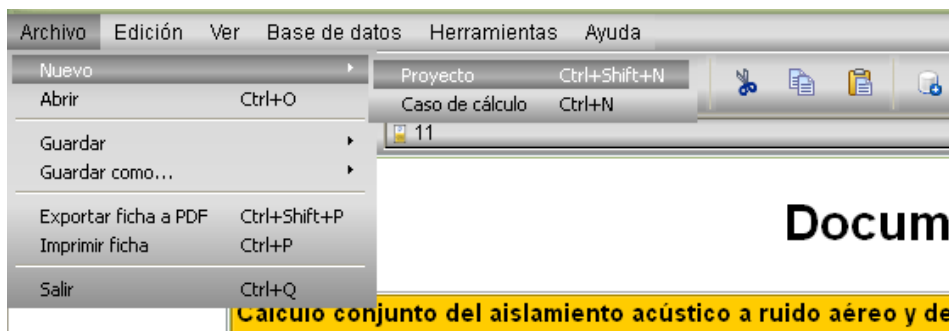 Archivo Edición Ver Base de datos Herramientas Ayuda
Nuevo
Proyecto Ctrl+Shift+N
Abrir Ctrl+O
Caso de cálculo Ctrl+N
11
Guardar
Guardar como...
Exportar ficha a PDF Ctrl+Shift+P
Docum
Imprimir ficha Ctrl+P
Salir Ctrl+Q
Cálculo conjunto del aislamiento acústico a ruido aéreo y de